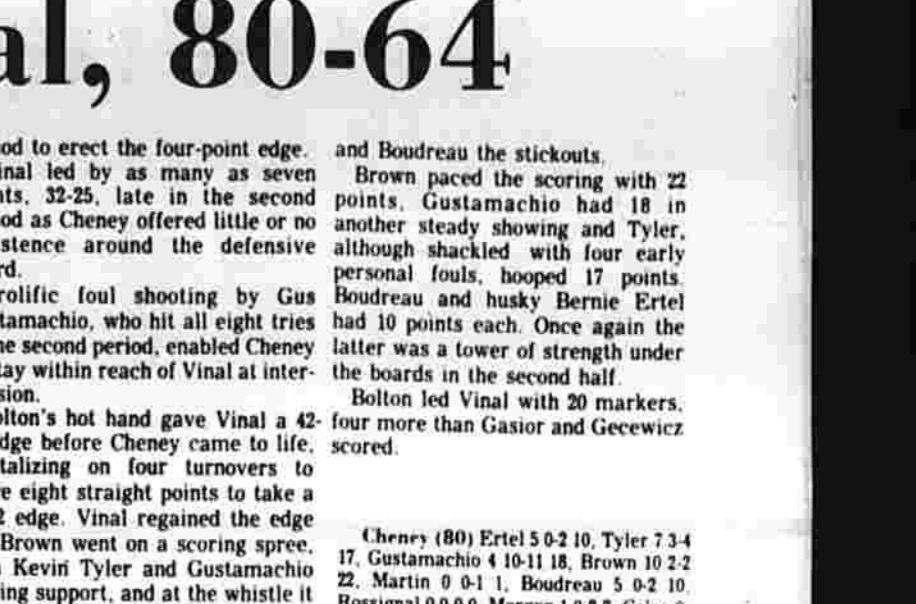 al, 80-64
od to erect the four-point edge.
inal led by as many as seven
nts, 32-25, late in the second
od as Cheney offered little or no
stence around the defensive
rd.
rolific foul shooting by Gus
tamachio, who hit all eight tries
ne second period, enabled Cheney
tay within reach of Vinal at inter-
sion.
olton's hot hand gave Vinal a 42-
dge before Cheney came to life,
talizing on four turnovers to
e eight straight points to take a
2 edge. Vinal regained the edge
Brown went on a scoring spree,
Kevin Tyler and Gustamachio
ing support, and at the whistle it
and Boudreau the stickouts.
Brown paced the scoring with 22
points, Gustamachio had 18 in
another steady showing and Tyler,
although shackled with four early
personal fouls, hooped 17 points.
Boudreau and husky Bernie Ertel
had 10 points each. Once again the
latter was a tower of strength under
the boards in the second half.
Bolton led Vinal with 20 markers,
four more than Gasior and Gecewicz
scored.
Cheney (80) Ertel 5 0-2 10, Tyler 7 3-4
17, Gustamachio 4 10-11 18, Brown 10 2-2
22, Martin 0 0-1 1, Boudreau 5 0-2 10,